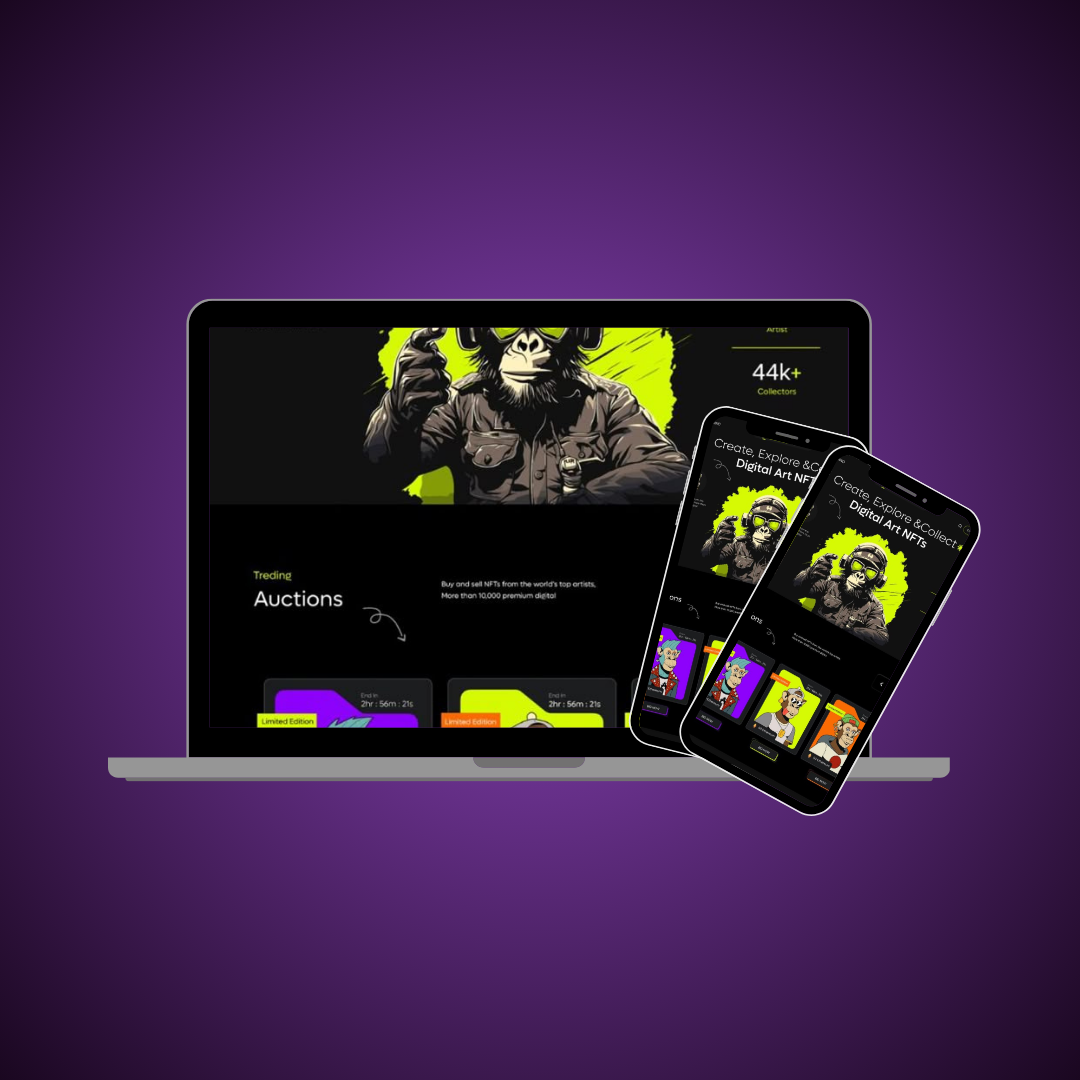 Artist
44k+
Collectors
Treding
Auctions
Buy and sell NFTs from the world's top artists,
More than 10,000 premium digital
End In
2hr : 56m : 21s
Limited Edition
End In
2hr : 56m : 21s
Limited Edition
Create, Explore &C
Digital Art NFT
ons
Create, Explore &Collect
Digital Art NFTs
ons